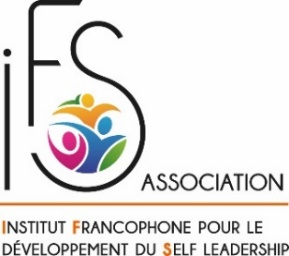 iFS
ASSOCIATION
INSTITUT FRANCOPHONE POUR LE
DÉVELOPPEMENT DU SELF LEADERSHIP